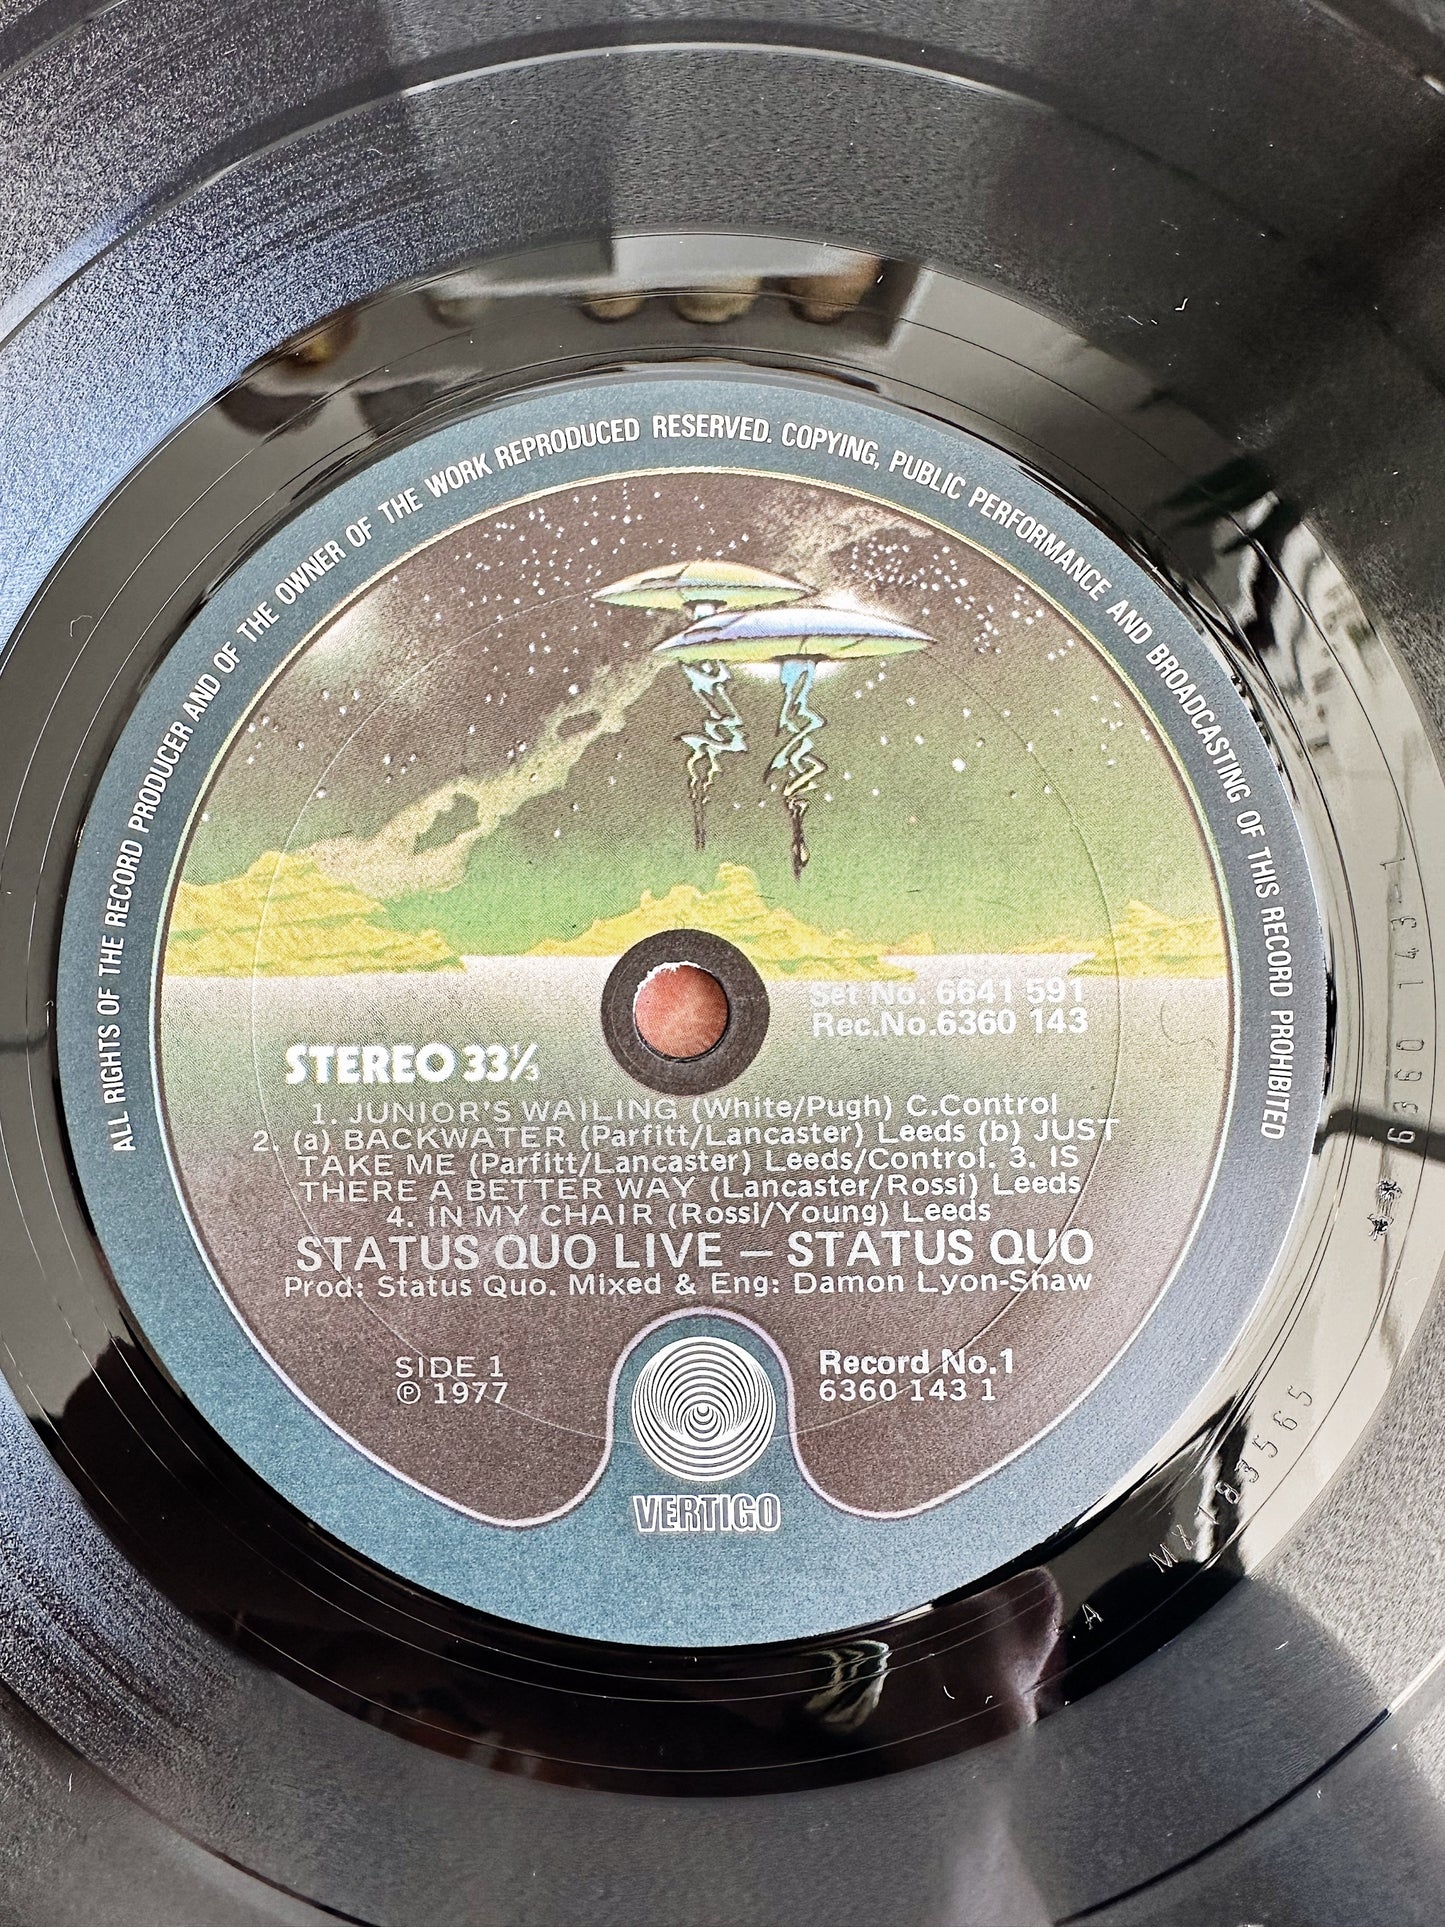 ALL RIGHTS OF THE RECORD PRODUCER AND OF THE OWNER OF THE WORK REPRODUCED RESERVED. COPYING, PUBLIC PERFORMANCE AND BROADCASTING OF THIS RECORD PROHIBITED
Set No. 6641 591
Rec.No.6360 143
STEREO 33⅓
1. JUNIOR'S WAILING (White/Pugh) C.Control
2. (a) BACKWATER (Parfitt/Lancaster) Leeds (b) JUST
TAKE ME (Parfitt/Lancaster) Leeds/Control. 3. IS
THERE A BETTER WAY (Lancaster/Rossi) Leeds
4. IN MY CHAIR (Rossi/Young) Leeds
STATUS QUO LIVE – STATUS QUO
Prod: Status Quo. Mixed & Eng: Damon Lyon-Shaw
SIDE 1
℗ 1977
Record No.1
6360 143 1
VERTIGO
6360 143-1